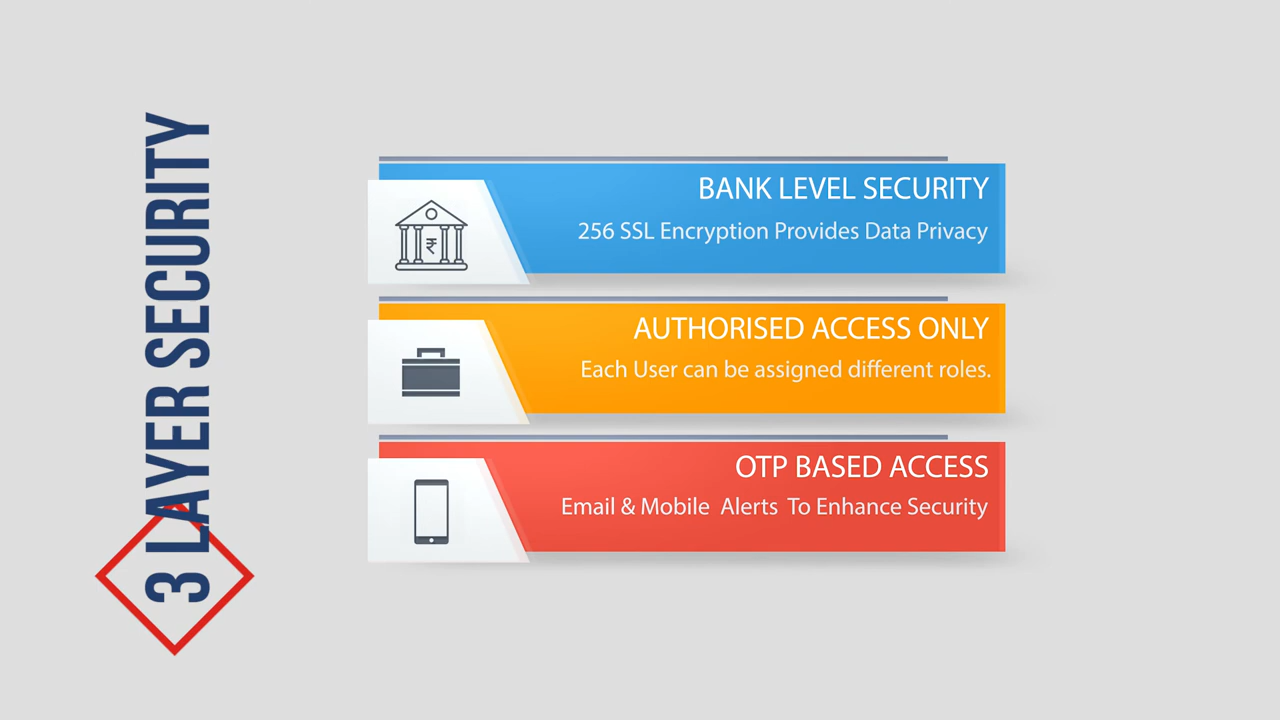 3 LAYER SECURITY
BANK LEVEL SECURITY
256 SSL Encryption Provides Data Privacy
₹
AUTHORISED ACCESS ONLY
Each User can be assigned different roles.
OTP BASED ACCESS
Email & Mobile Alerts To Enhance Security